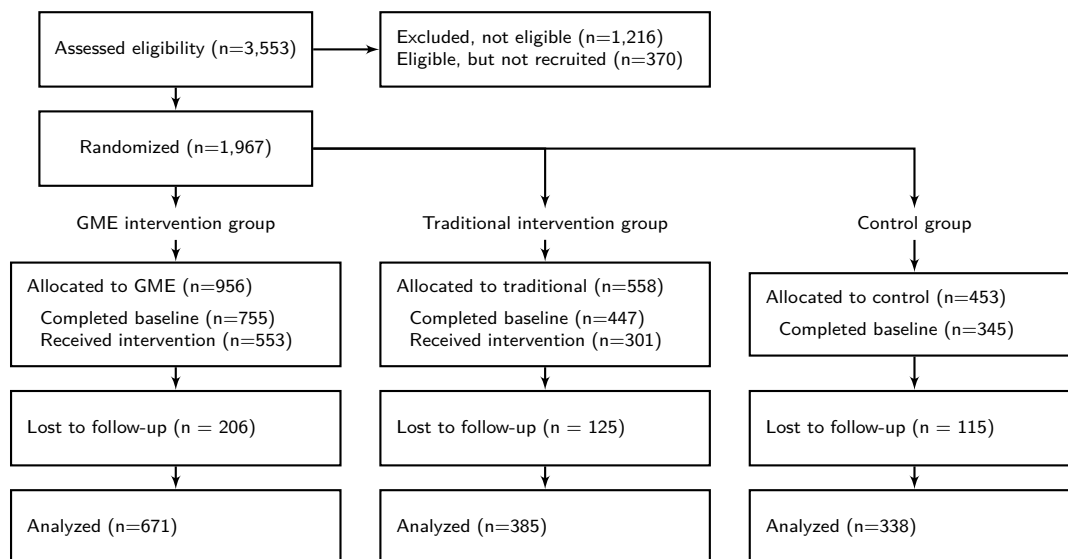 Assessed eligibility (n=3,553)
Excluded, not eligible (n=1,216)
Eligible, but not recruited (n=370)
Randomized (n=1,967)
GME intervention group
Traditional intervention group
Control group
Allocated to GME (n=956)
Completed baseline (n=755)
Received intervention (n=553)
Allocated to traditional (n=558)
Completed baseline (n=447)
Received intervention (n=301)
Allocated to control (n=453)
Completed baseline (n=345)
Lost to follow-up (n = 206)
Lost to follow-up (n = 125)
Lost to follow-up (n = 115)
Analyzed (n=671)
Analyzed (n=385)
Analyzed (n=338)